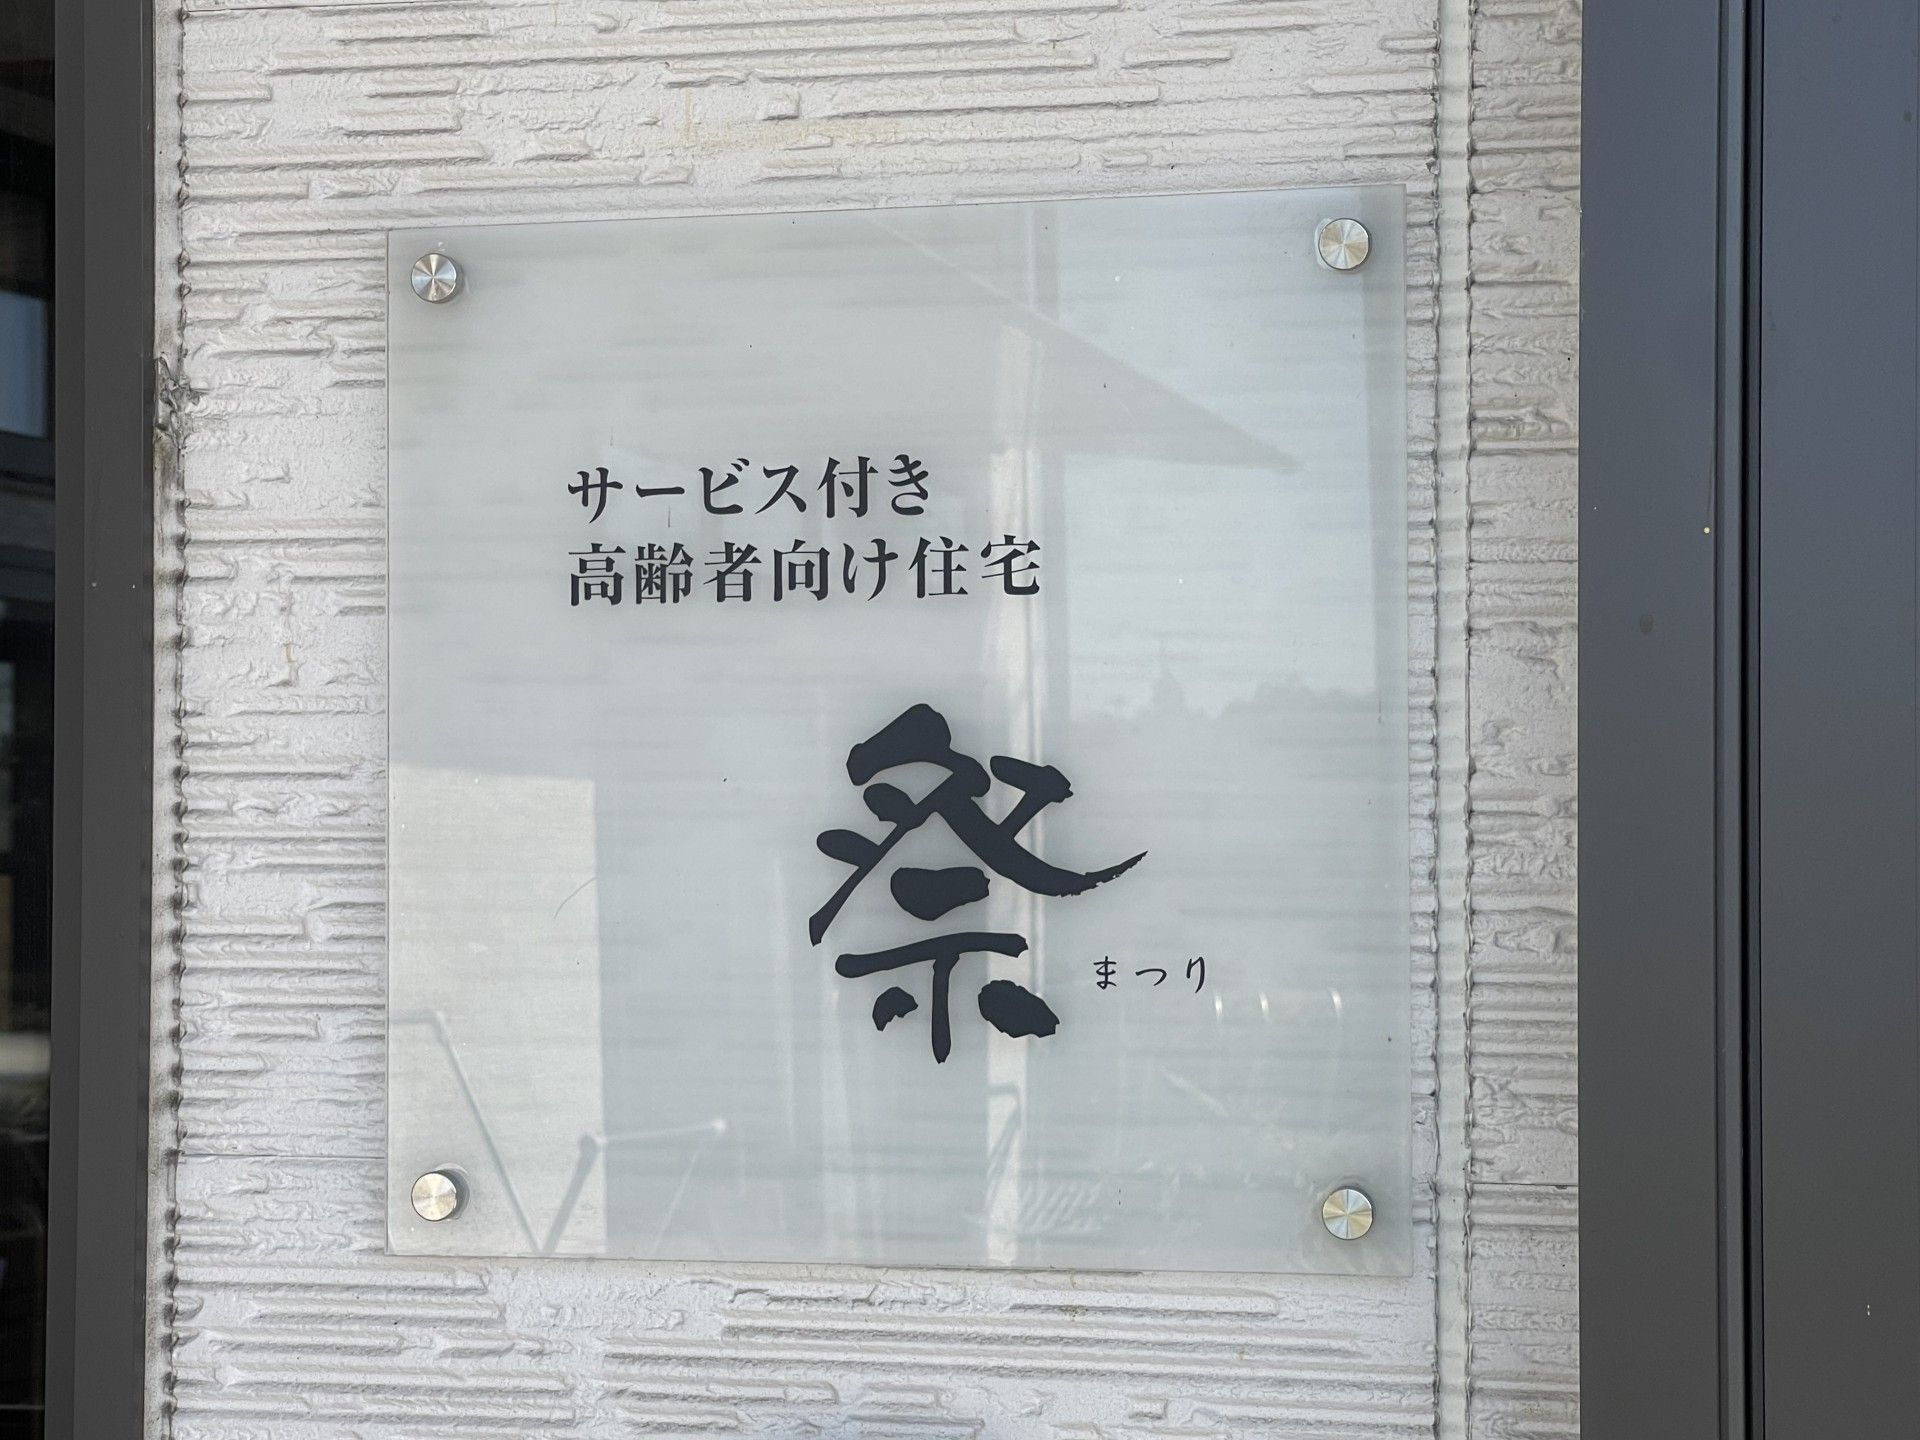 サービス付き
高齢者向け住宅
祭
まつり